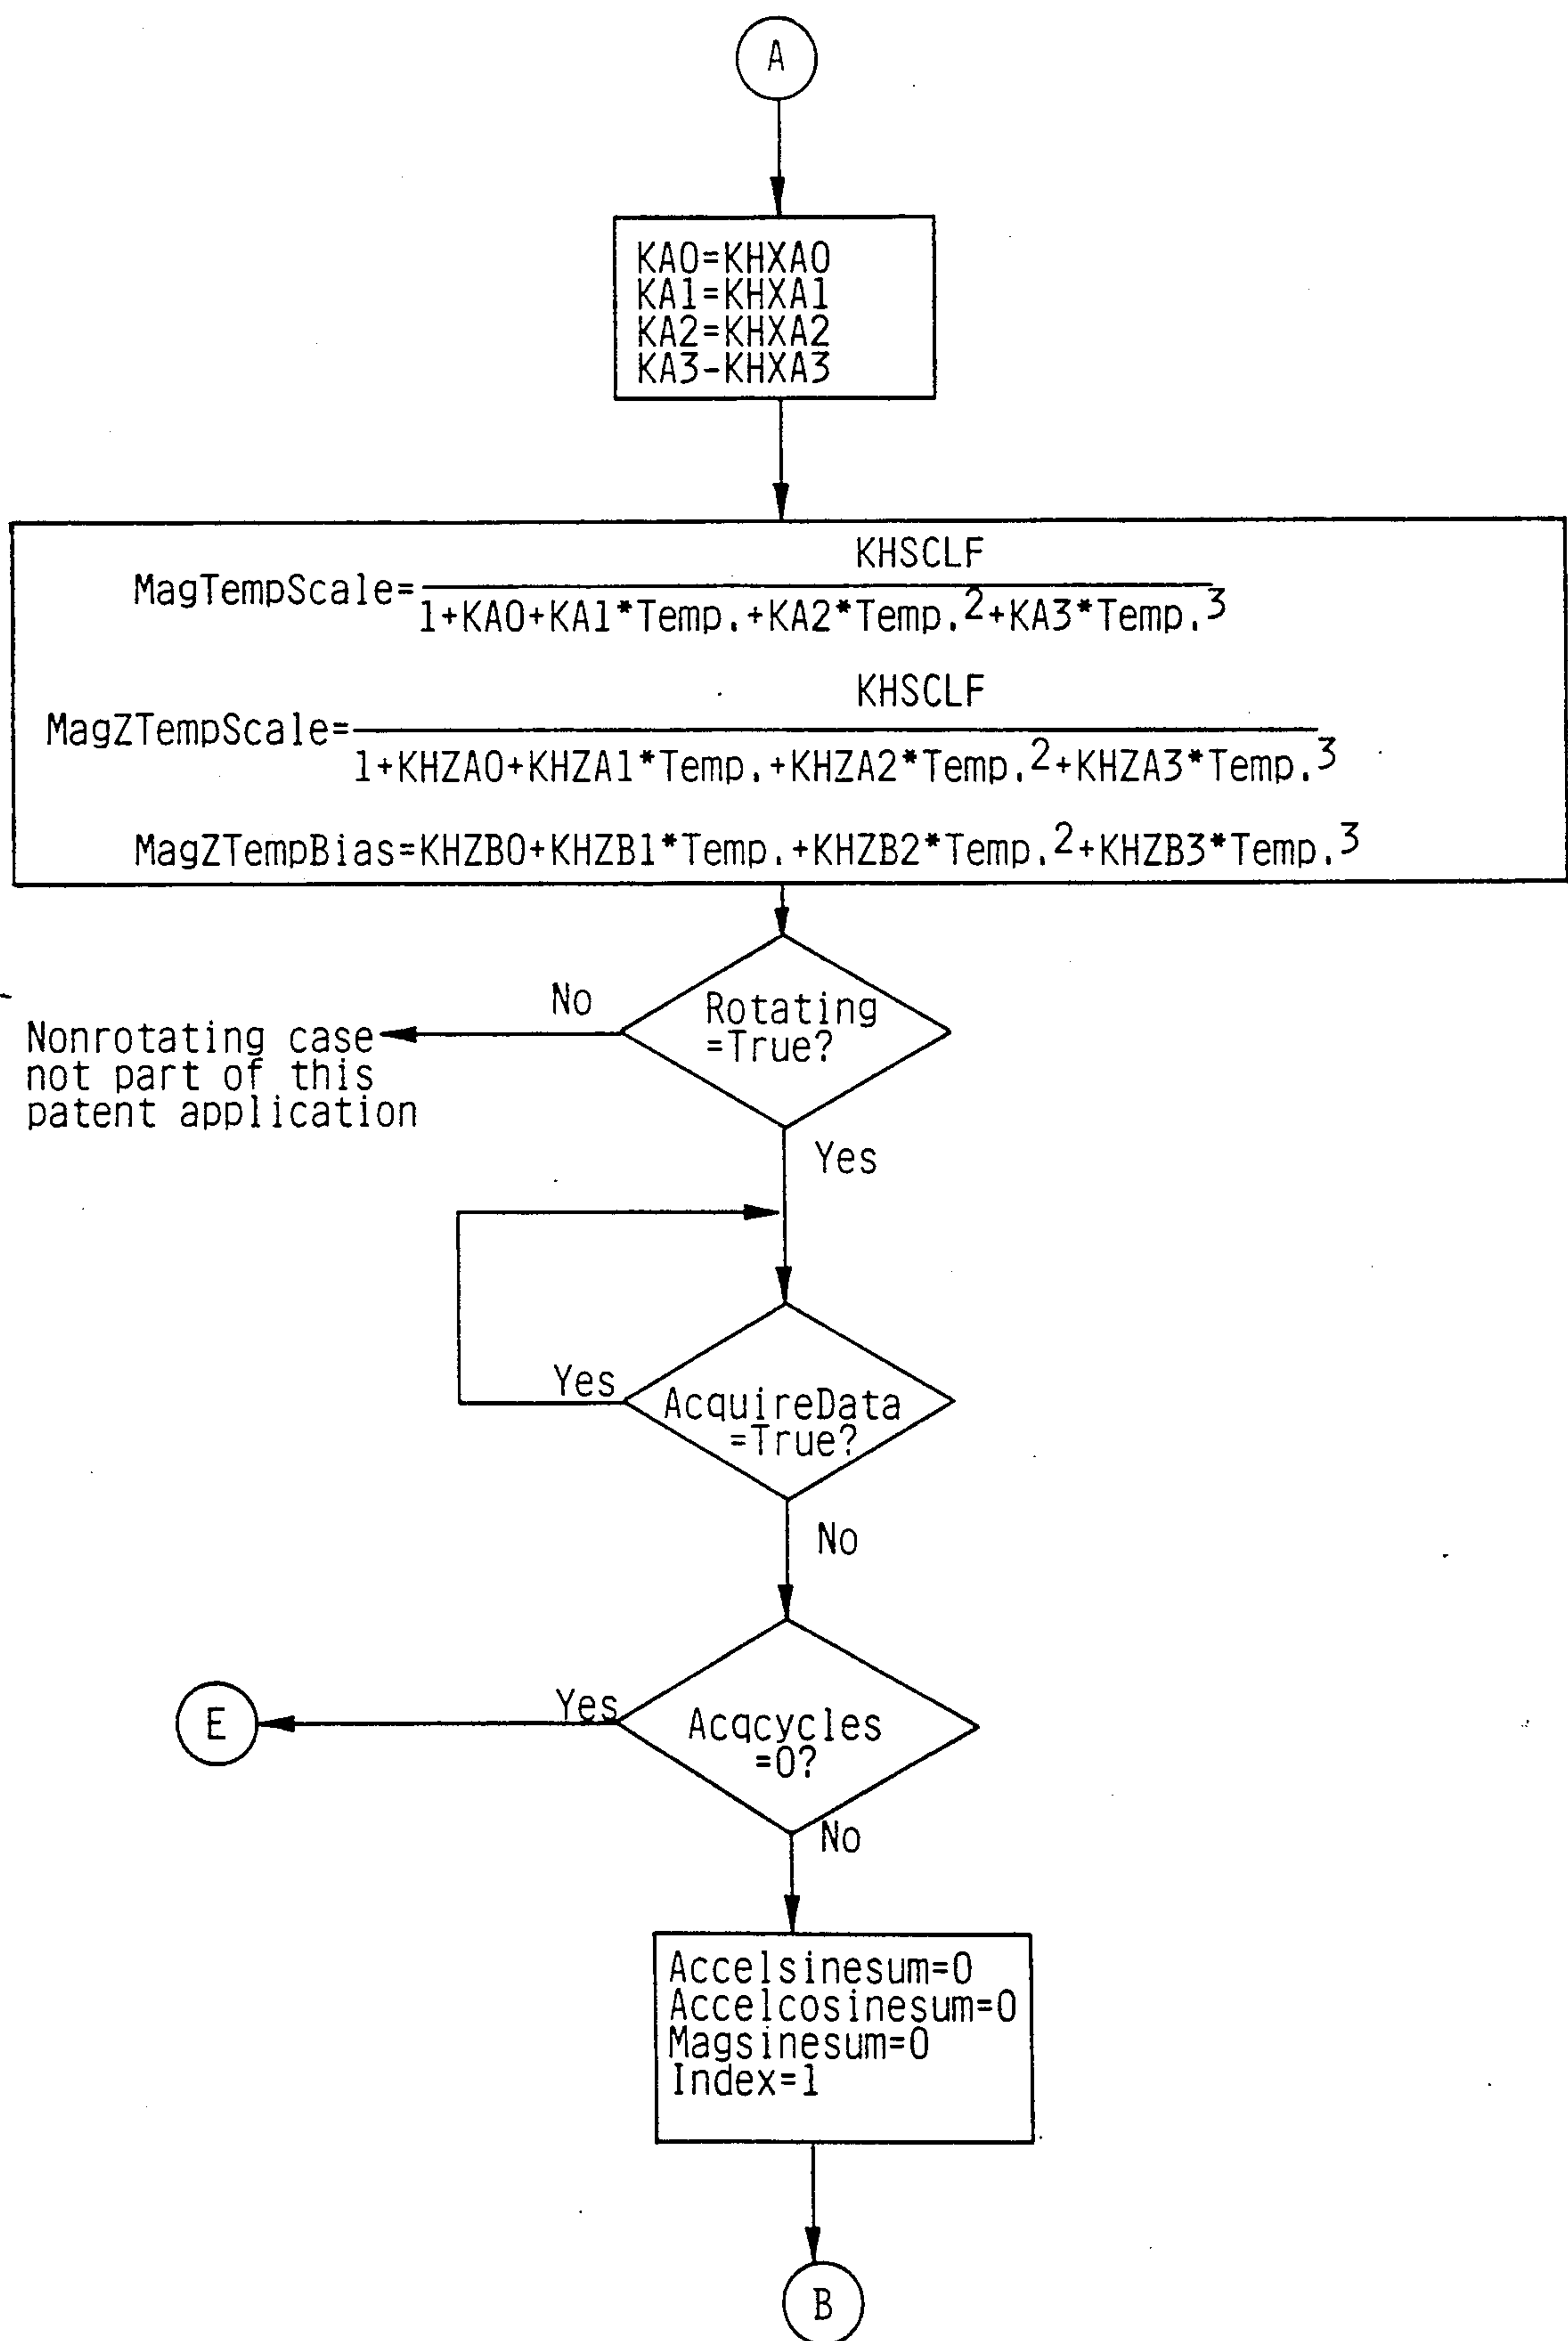 A
KA0=KHXA0
KA1=KHXA1
KA2=KHXA2
KA3-KHXA3
KHSCLF
MagTempScale=
1+KA0+KA1*Temp.+KA2*Temp.²+KA3*Temp.³
KHSCLF
MagZTempScale=
1+KHZA0+KHZA1*Temp.+KHZA2*Temp.²+KHZA3*Temp.³
MagZTempBias=KHZB0+KHZB1*Temp.+KHZB2*Temp.²+KHZB3*Temp.³
No
Rotating
=True?
Nonrotating case
not part of this
patent application
Yes
Yes
AcquireData
=True?
No
Yes
E
Acqcycles
=0?
No
Accelsinesum=0
Accelcosinesum=0
Magsinesum=0
Index=1
B